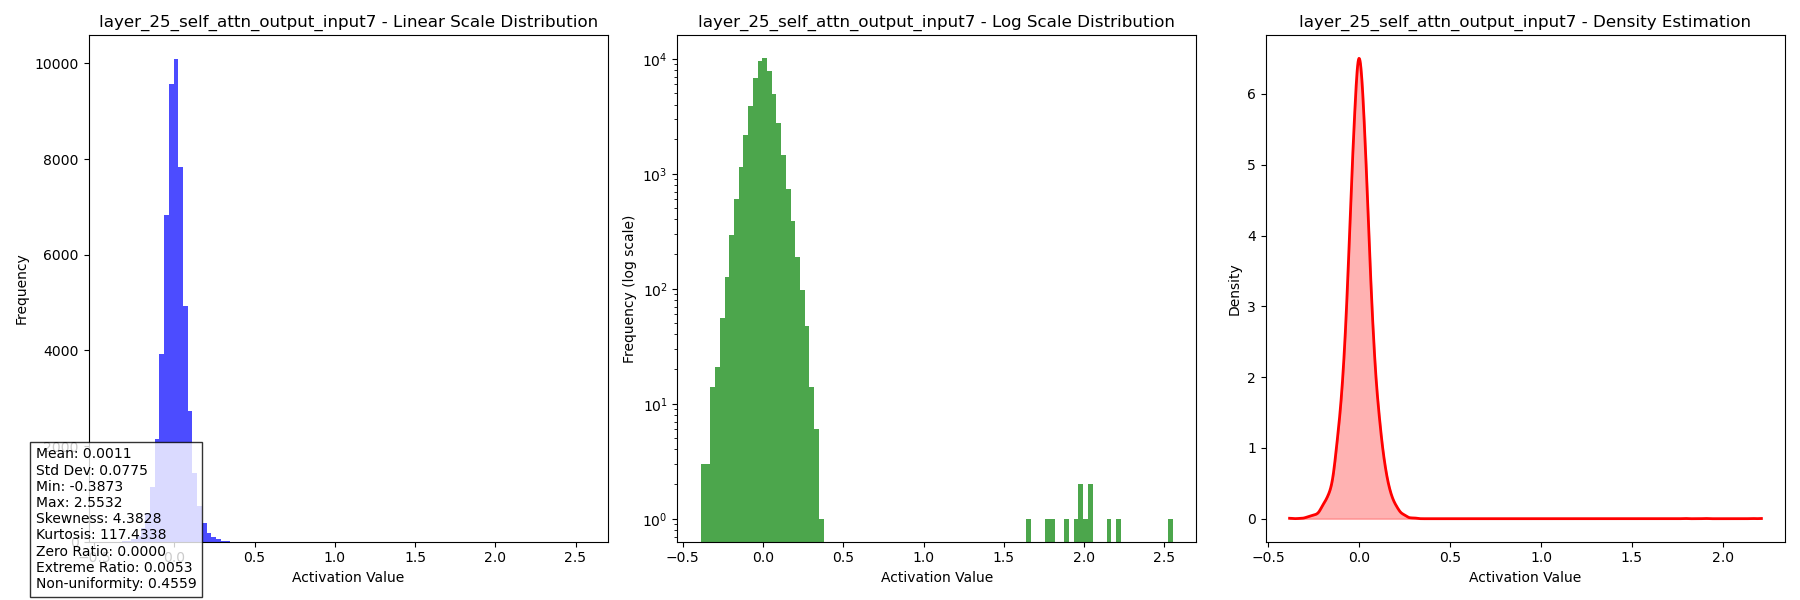 layer_25_self_attn_output_input7 - Linear Scale Distribution
layer_25_self_attn_output_input7 - Log Scale Distribution
layer_25_self_attn_output_input7 - Density Estimation
Frequency
10000
8000
6000
4000
2000
0
0.0
0.5
1.0
1.5
2.0
2.5
Activation Value
Mean: 0.0011
Std Dev: 0.0775
Min: -0.3873
Max: 2.5532
Skewness: 4.3828
Kurtosis: 117.4338
Zero Ratio: 0.0000
Extreme Ratio: 0.0053
Non-uniformity: 0.4559
Frequency (log scale)
10⁴
10³
10²
10¹
10⁰
−0.5
0.0
0.5
1.0
1.5
2.0
2.5
Activation Value
Density
6
5
4
3
2
1
0
−0.5
0.0
0.5
1.0
1.5
2.0
Activation Value